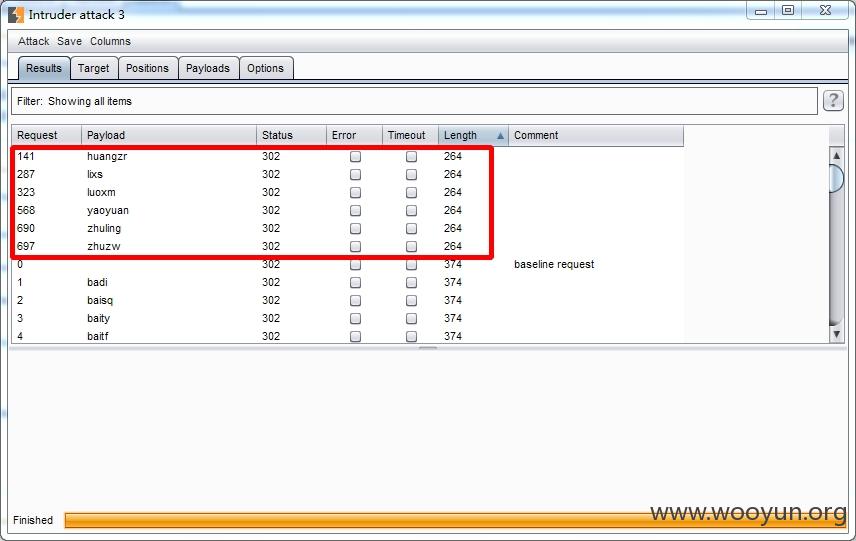 Intruder attack 3
Attack Save Columns
Results Target Positions Payloads Options
Filter: Showing all items ?
Request Payload Status Error Timeout Length Comment
141 huangzr 302 264
287 lixs 302 264
323 luoxm 302 264
568 yaoyuan 302 264
690 zhuling 302 264
697 zhuzw 302 264
0 302 374 baseline request
1 badi 302 374
2 baisq 302 374
3 baity 302 374
4 baitf 302 374
Finished
www.wooyun.org